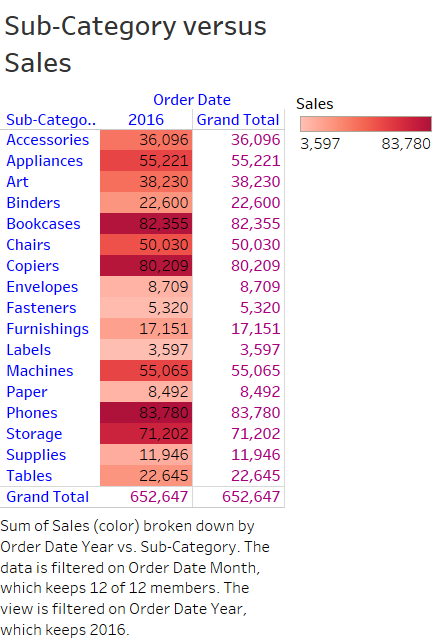 Sub-Category versus
Sales
Order Date
Sub-Catego.. 2016 Grand Total
Accessories 36,096 36,096
Appliances 55,221 55,221
Art 38,230 38,230
Binders 22,600 22,600
Bookcases 82,355 82,355
Chairs 50,030 50,030
Copiers 80,209 80,209
Envelopes 8,709 8,709
Fasteners 5,320 5,320
Furnishings 17,151 17,151
Labels 3,597 3,597
Machines 55,065 55,065
Paper 8,492 8,492
Phones 83,780 83,780
Storage 71,202 71,202
Supplies 11,946 11,946
Tables 22,645 22,645
Grand Total 652,647 652,647
Sales
3,597 83,780
Sum of Sales (color) broken down by
Order Date Year vs. Sub-Category. The
data is filtered on Order Date Month,
which keeps 12 of 12 members. The
view is filtered on Order Date Year,
which keeps 2016.